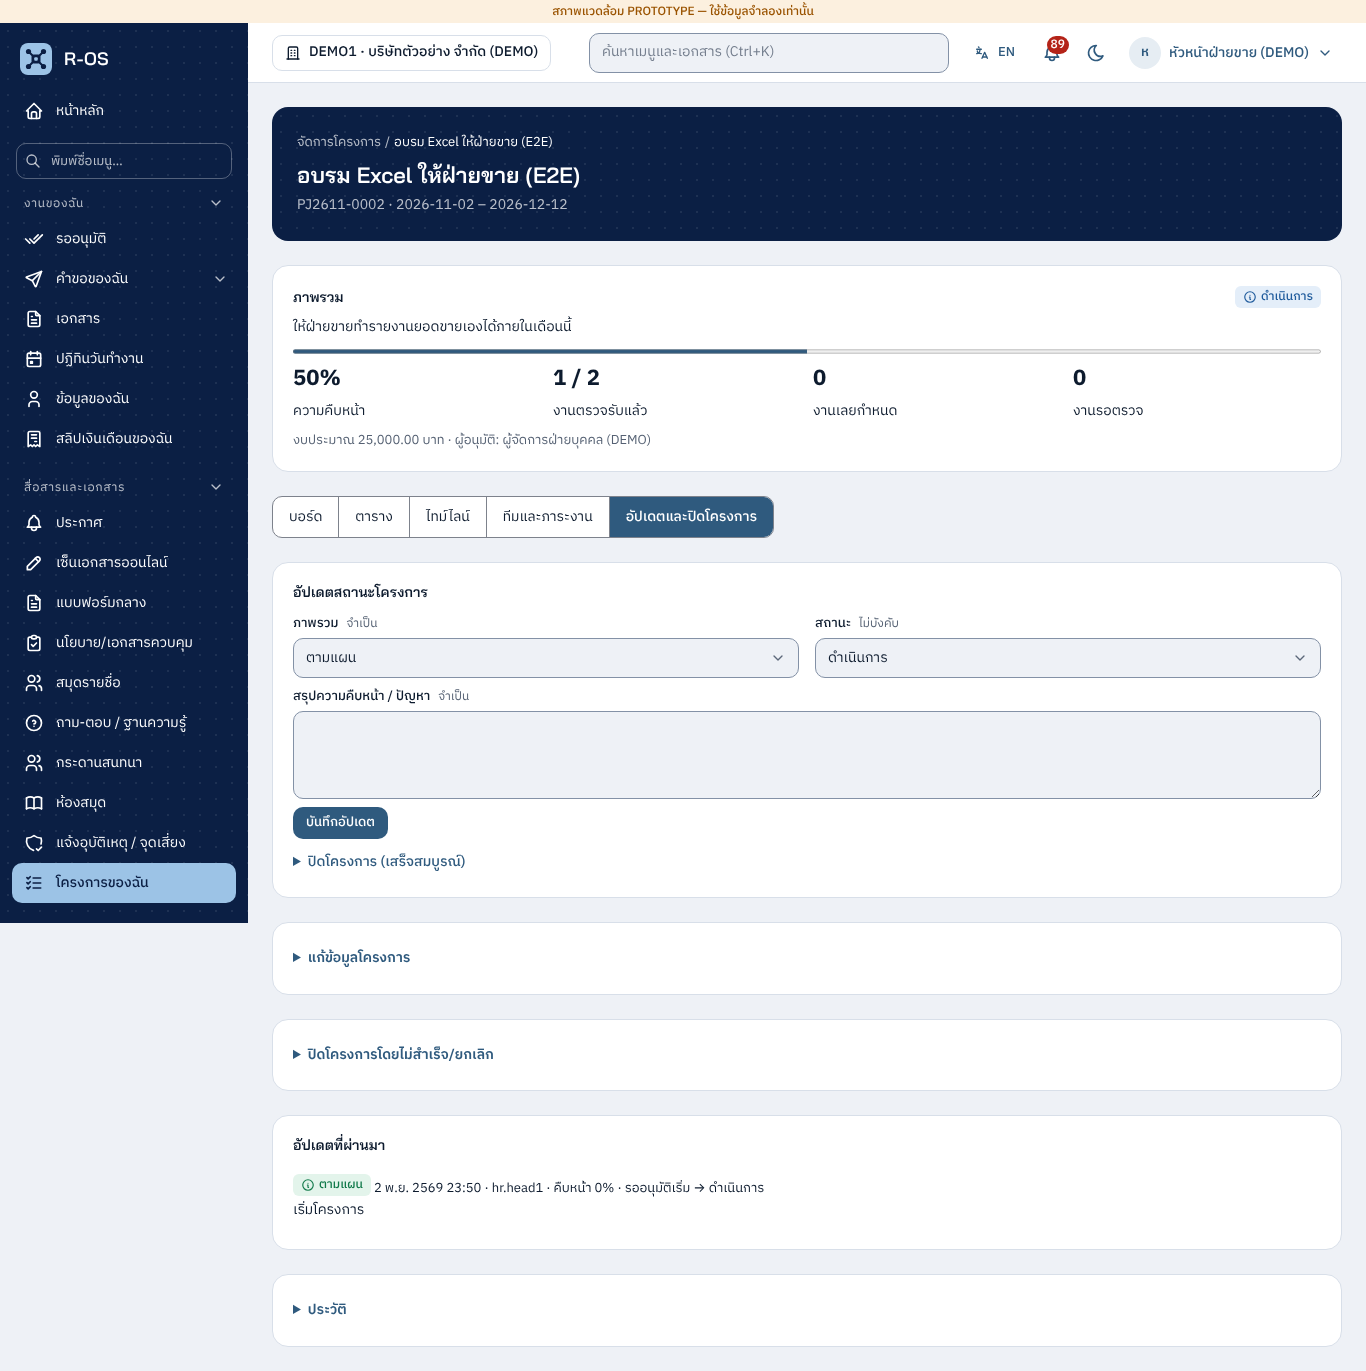 สภาพแวดล้อม PROTOTYPE — ใช้ข้อมูลจำลองเท่านั้น
R-OS
DEMO1 · บริษัทตัวอย่าง จำกัด (DEMO)
ค้นหาเมนูและเอกสาร (Ctrl+K)
EN
89
ห
หัวหน้าฝ่ายขาย (DEMO)
หน้าหลัก
พิมพ์ชื่อเมนู...
งานของฉัน
รออนุมัติ
คำขอของฉัน
เอกสาร
ปฏิทินวันทำงาน
ข้อมูลของฉัน
สลิปเงินเดือนของฉัน
สื่อสารและเอกสาร
ประกาศ
เซ็นเอกสารออนไลน์
แบบฟอร์มกลาง
นโยบาย/เอกสารควบคุม
สมุดรายชื่อ
ถาม-ตอบ / ฐานความรู้
กระดานสนทนา
ห้องสมุด
แจ้งอุบัติเหตุ / จุดเสี่ยง
โครงการของฉัน
จัดการโครงการ / อบรม Excel ให้ฝ่ายขาย (E2E)
อบรม Excel ให้ฝ่ายขาย (E2E)
PJ2611-0002 · 2026-11-02 – 2026-12-12
ภาพรวม
ดำเนินการ
ให้ฝ่ายขายทำรายงานยอดขายเองได้ภายในเดือนนี้
50%
ความคืบหน้า
1 / 2
งานตรวจรับแล้ว
0
งานเลยกำหนด
0
งานรอตรวจ
งบประมาณ 25,000.00 บาท · ผู้อนุมัติ: ผู้จัดการฝ่ายบุคคล (DEMO)
บอร์ด
ตาราง
ไทม์ไลน์
ทีมและภาระงาน
อัปเดตและปิดโครงการ
อัปเดตสถานะโครงการ
ภาพรวม จำเป็น
ตามแผน
สถานะ ไม่บังคับ
ดำเนินการ
สรุปความคืบหน้า / ปัญหา จำเป็น
บันทึกอัปเดต
ปิดโครงการ (เสร็จสมบูรณ์)
แก้ข้อมูลโครงการ
ปิดโครงการโดยไม่สำเร็จ/ยกเลิก
อัปเดตที่ผ่านมา
ตามแผน 2 พ.ย. 2569 23:50 · hr.head1 · คืบหน้า 0% · รออนุมัติเริ่ม → ดำเนินการ
เริ่มโครงการ
ประวัติ